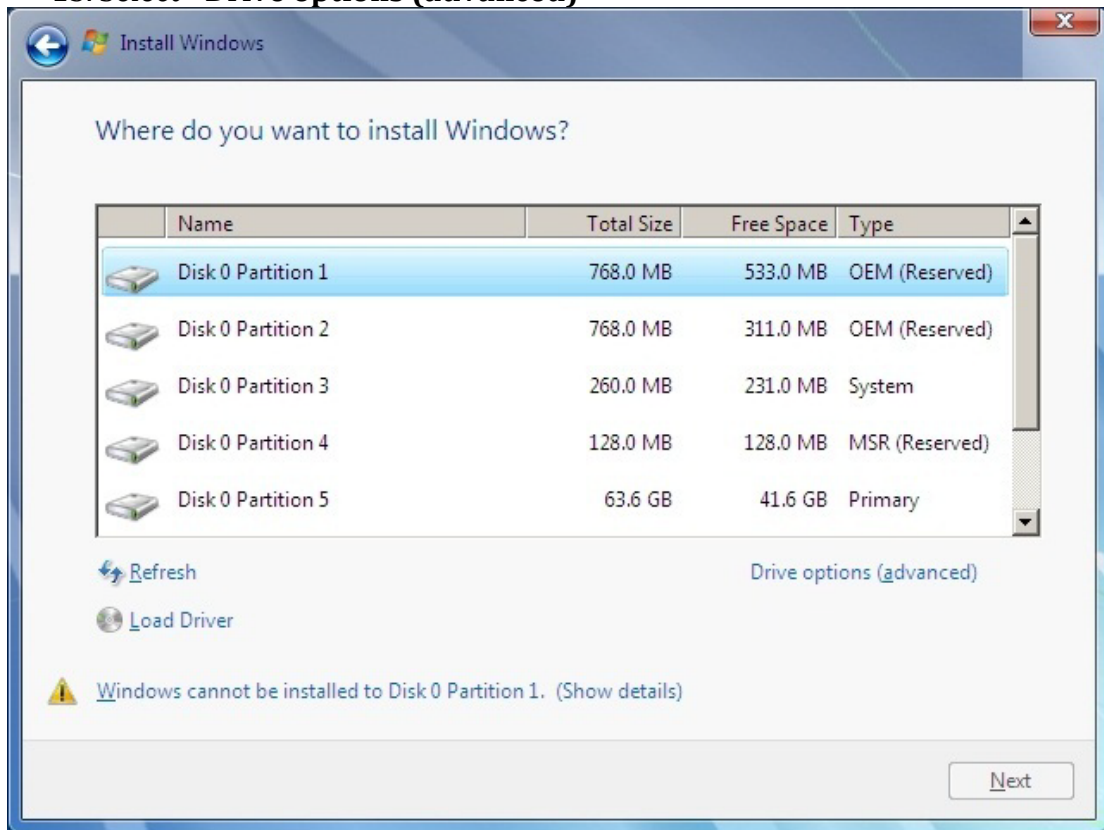 Select "Drive options (advanced)"
Install Windows
Where do you want to install Windows?
Name Total Size Free Space Type
Disk 0 Partition 1 768.0 MB 533.0 MB OEM (Reserved)
Disk 0 Partition 2 768.0 MB 311.0 MB OEM (Reserved)
Disk 0 Partition 3 260.0 MB 231.0 MB System
Disk 0 Partition 4 128.0 MB 128.0 MB MSR (Reserved)
Disk 0 Partition 5 63.6 GB 41.6 GB Primary
Refresh Drive options (advanced)
Load Driver
Windows cannot be installed to Disk 0 Partition 1. (Show details)
Next